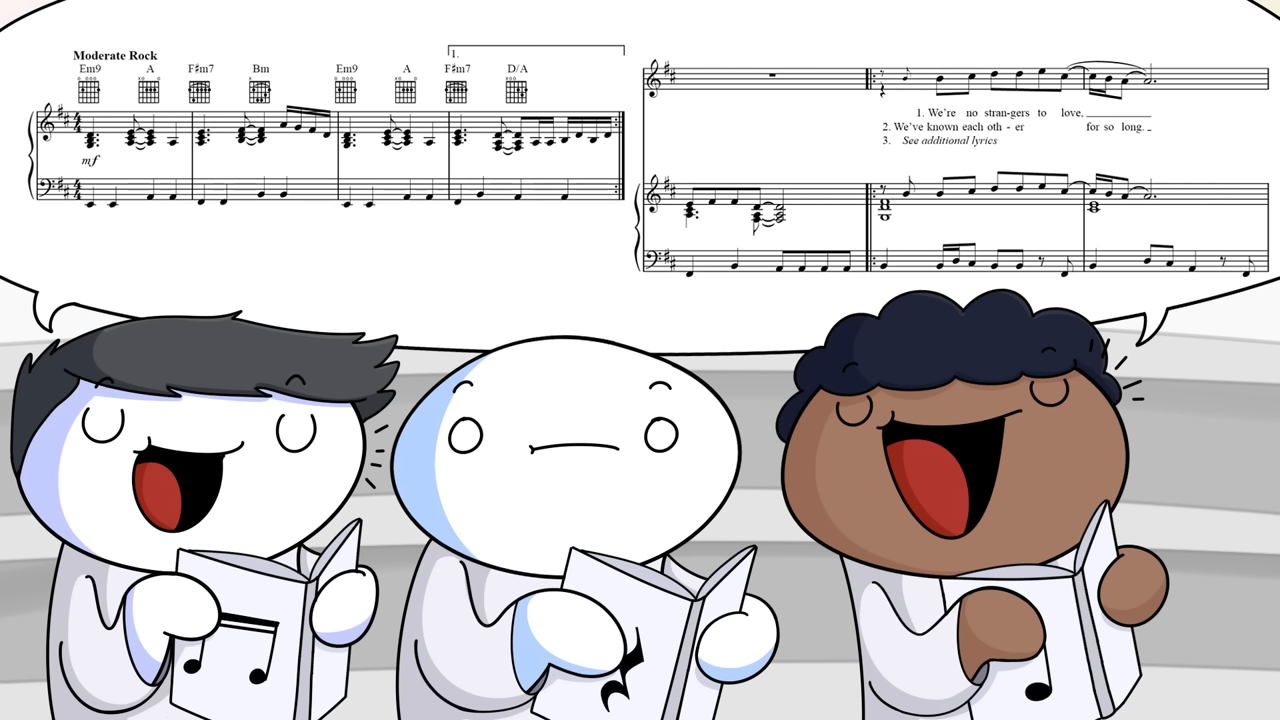 Moderate Rock
Em9 A F♯m7 Bm Em9 A F♯m7 D/A
1.
mf
1. We're no stran-gers to love,
2. We've known each oth - er for so long.
3. See additional lyrics